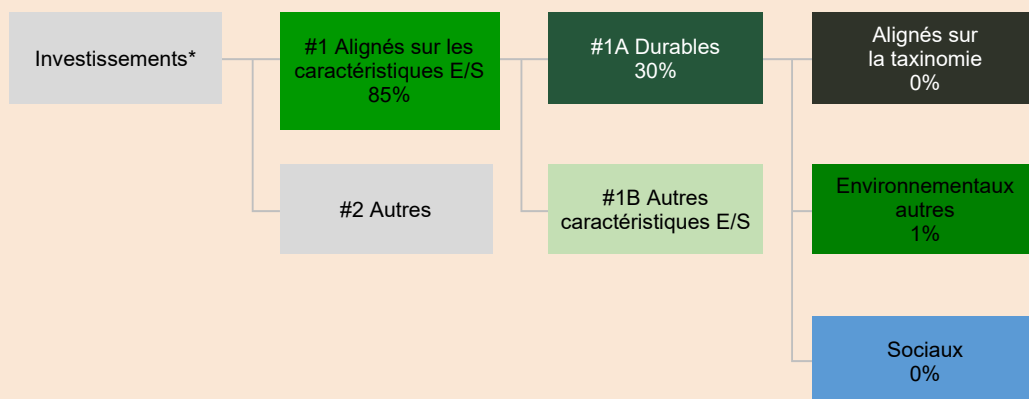 Investissements*
#1 Alignés sur les
caractéristiques E/S
85%
#1A Durables
30%
Alignés sur
la taxinomie
0%
#2 Autres
#1B Autres
caractéristiques E/S
Environnementaux
autres
1%
Sociaux
0%